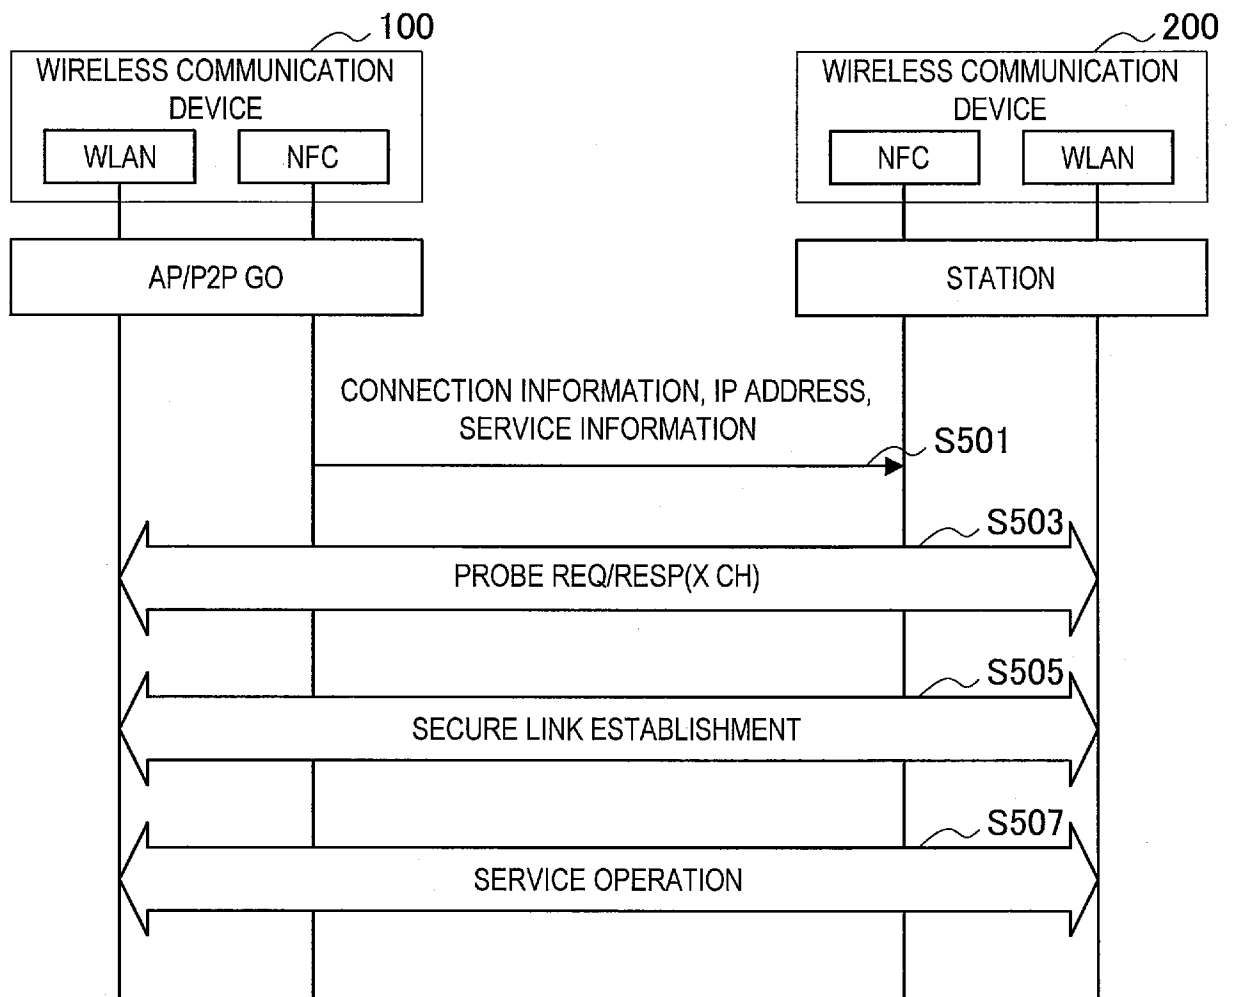 100
200
WIRELESS COMMUNICATION
DEVICE
WLAN
NFC
WIRELESS COMMUNICATION
DEVICE
NFC
WLAN
AP/P2P GO
STATION
CONNECTION INFORMATION, IP ADDRESS,
SERVICE INFORMATION
S501
S503
PROBE REQ/RESP(X CH)
S505
SECURE LINK ESTABLISHMENT
S507
SERVICE OPERATION